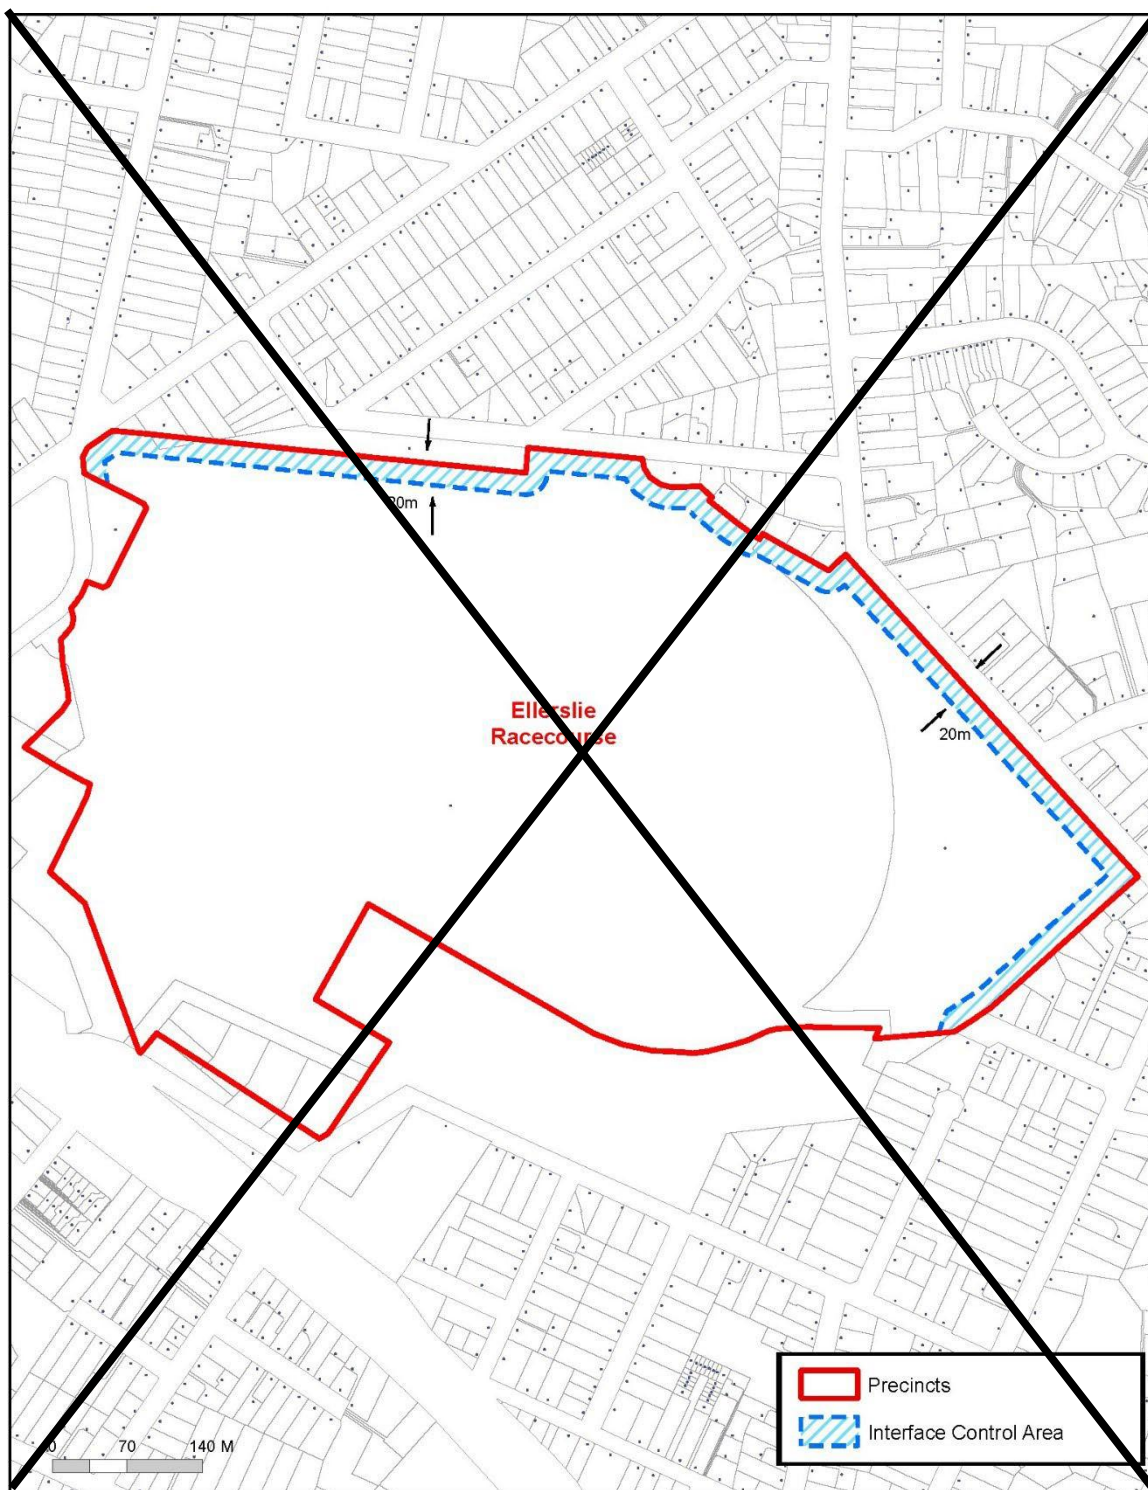 20m
Ellerslie
Racecourse
20m
Precincts
Interface Control Area
0 70 140 M